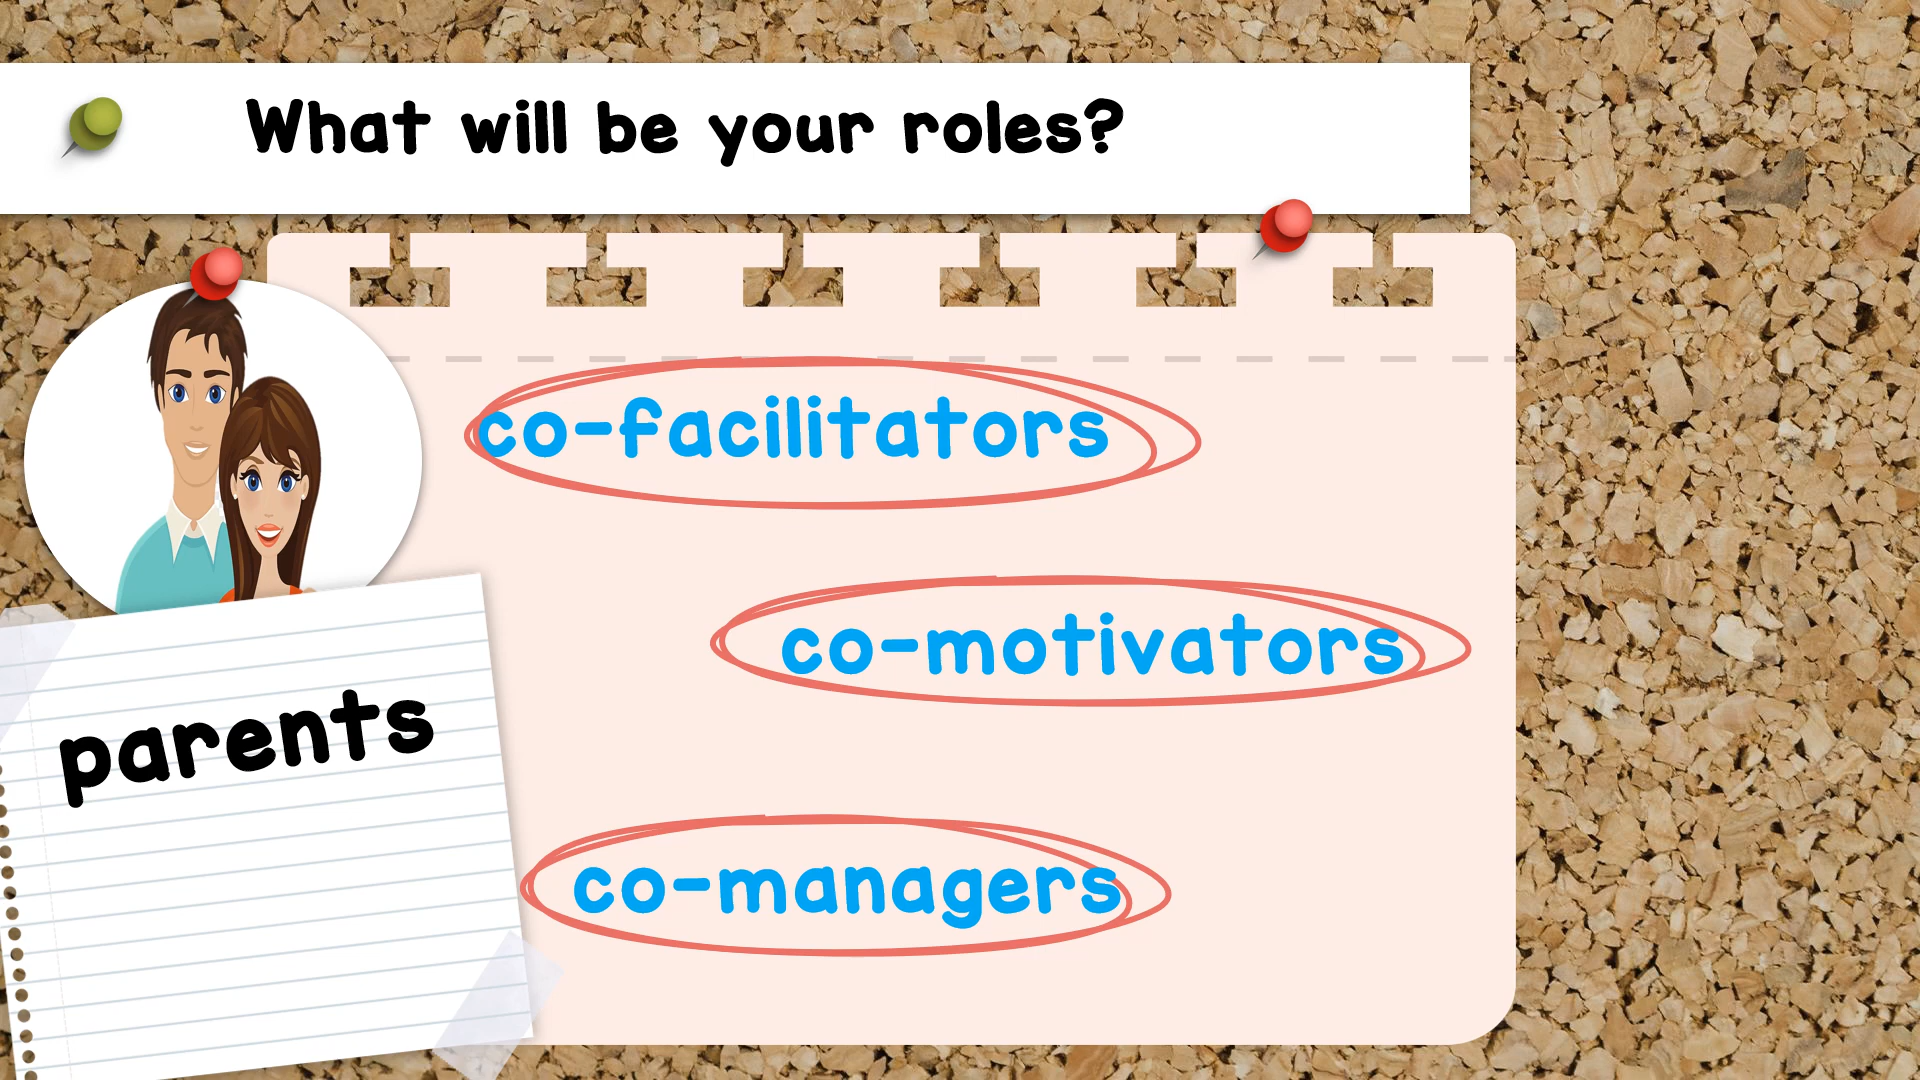 What will be your roles?
co-facilitators
co-motivators
parents
co-managers